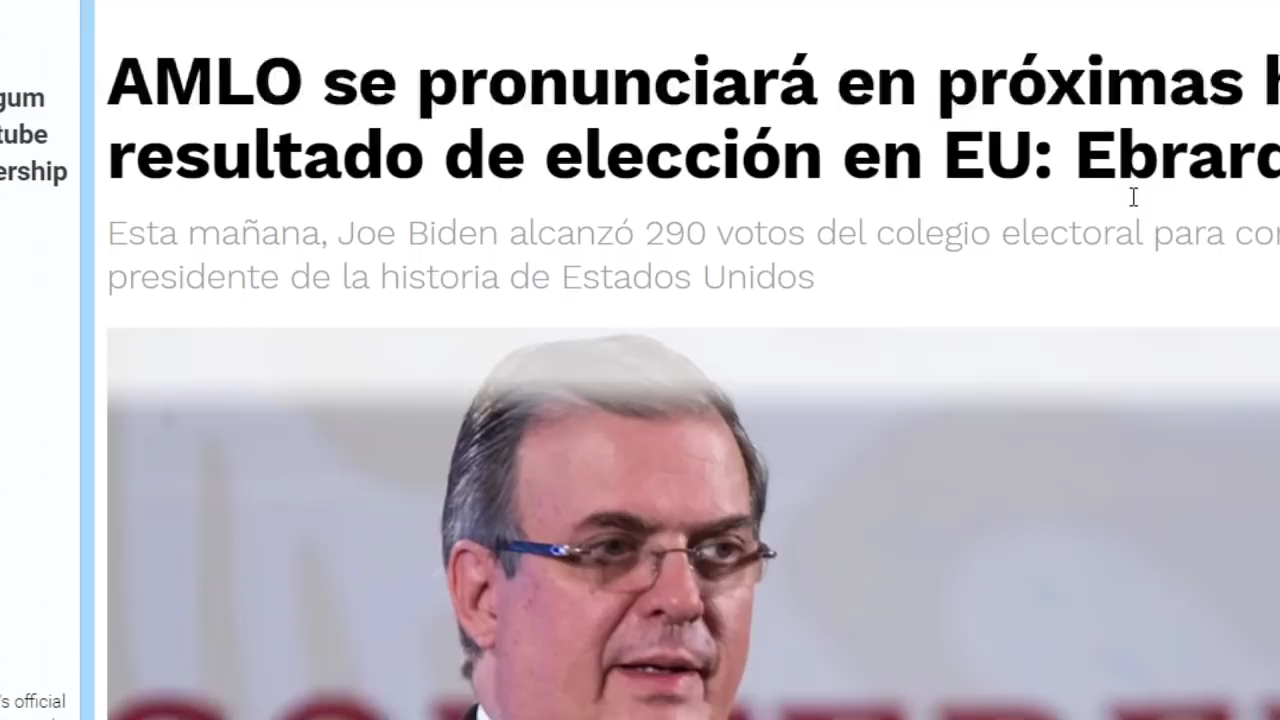 gum
tube
ership
AMLO se pronunciará en próximas
resultado de elección en EU: Ebrard
Esta mañana, Joe Biden alcanzó 290 votos del colegio electoral para
presidente de la historia de Estados Unidos
's official